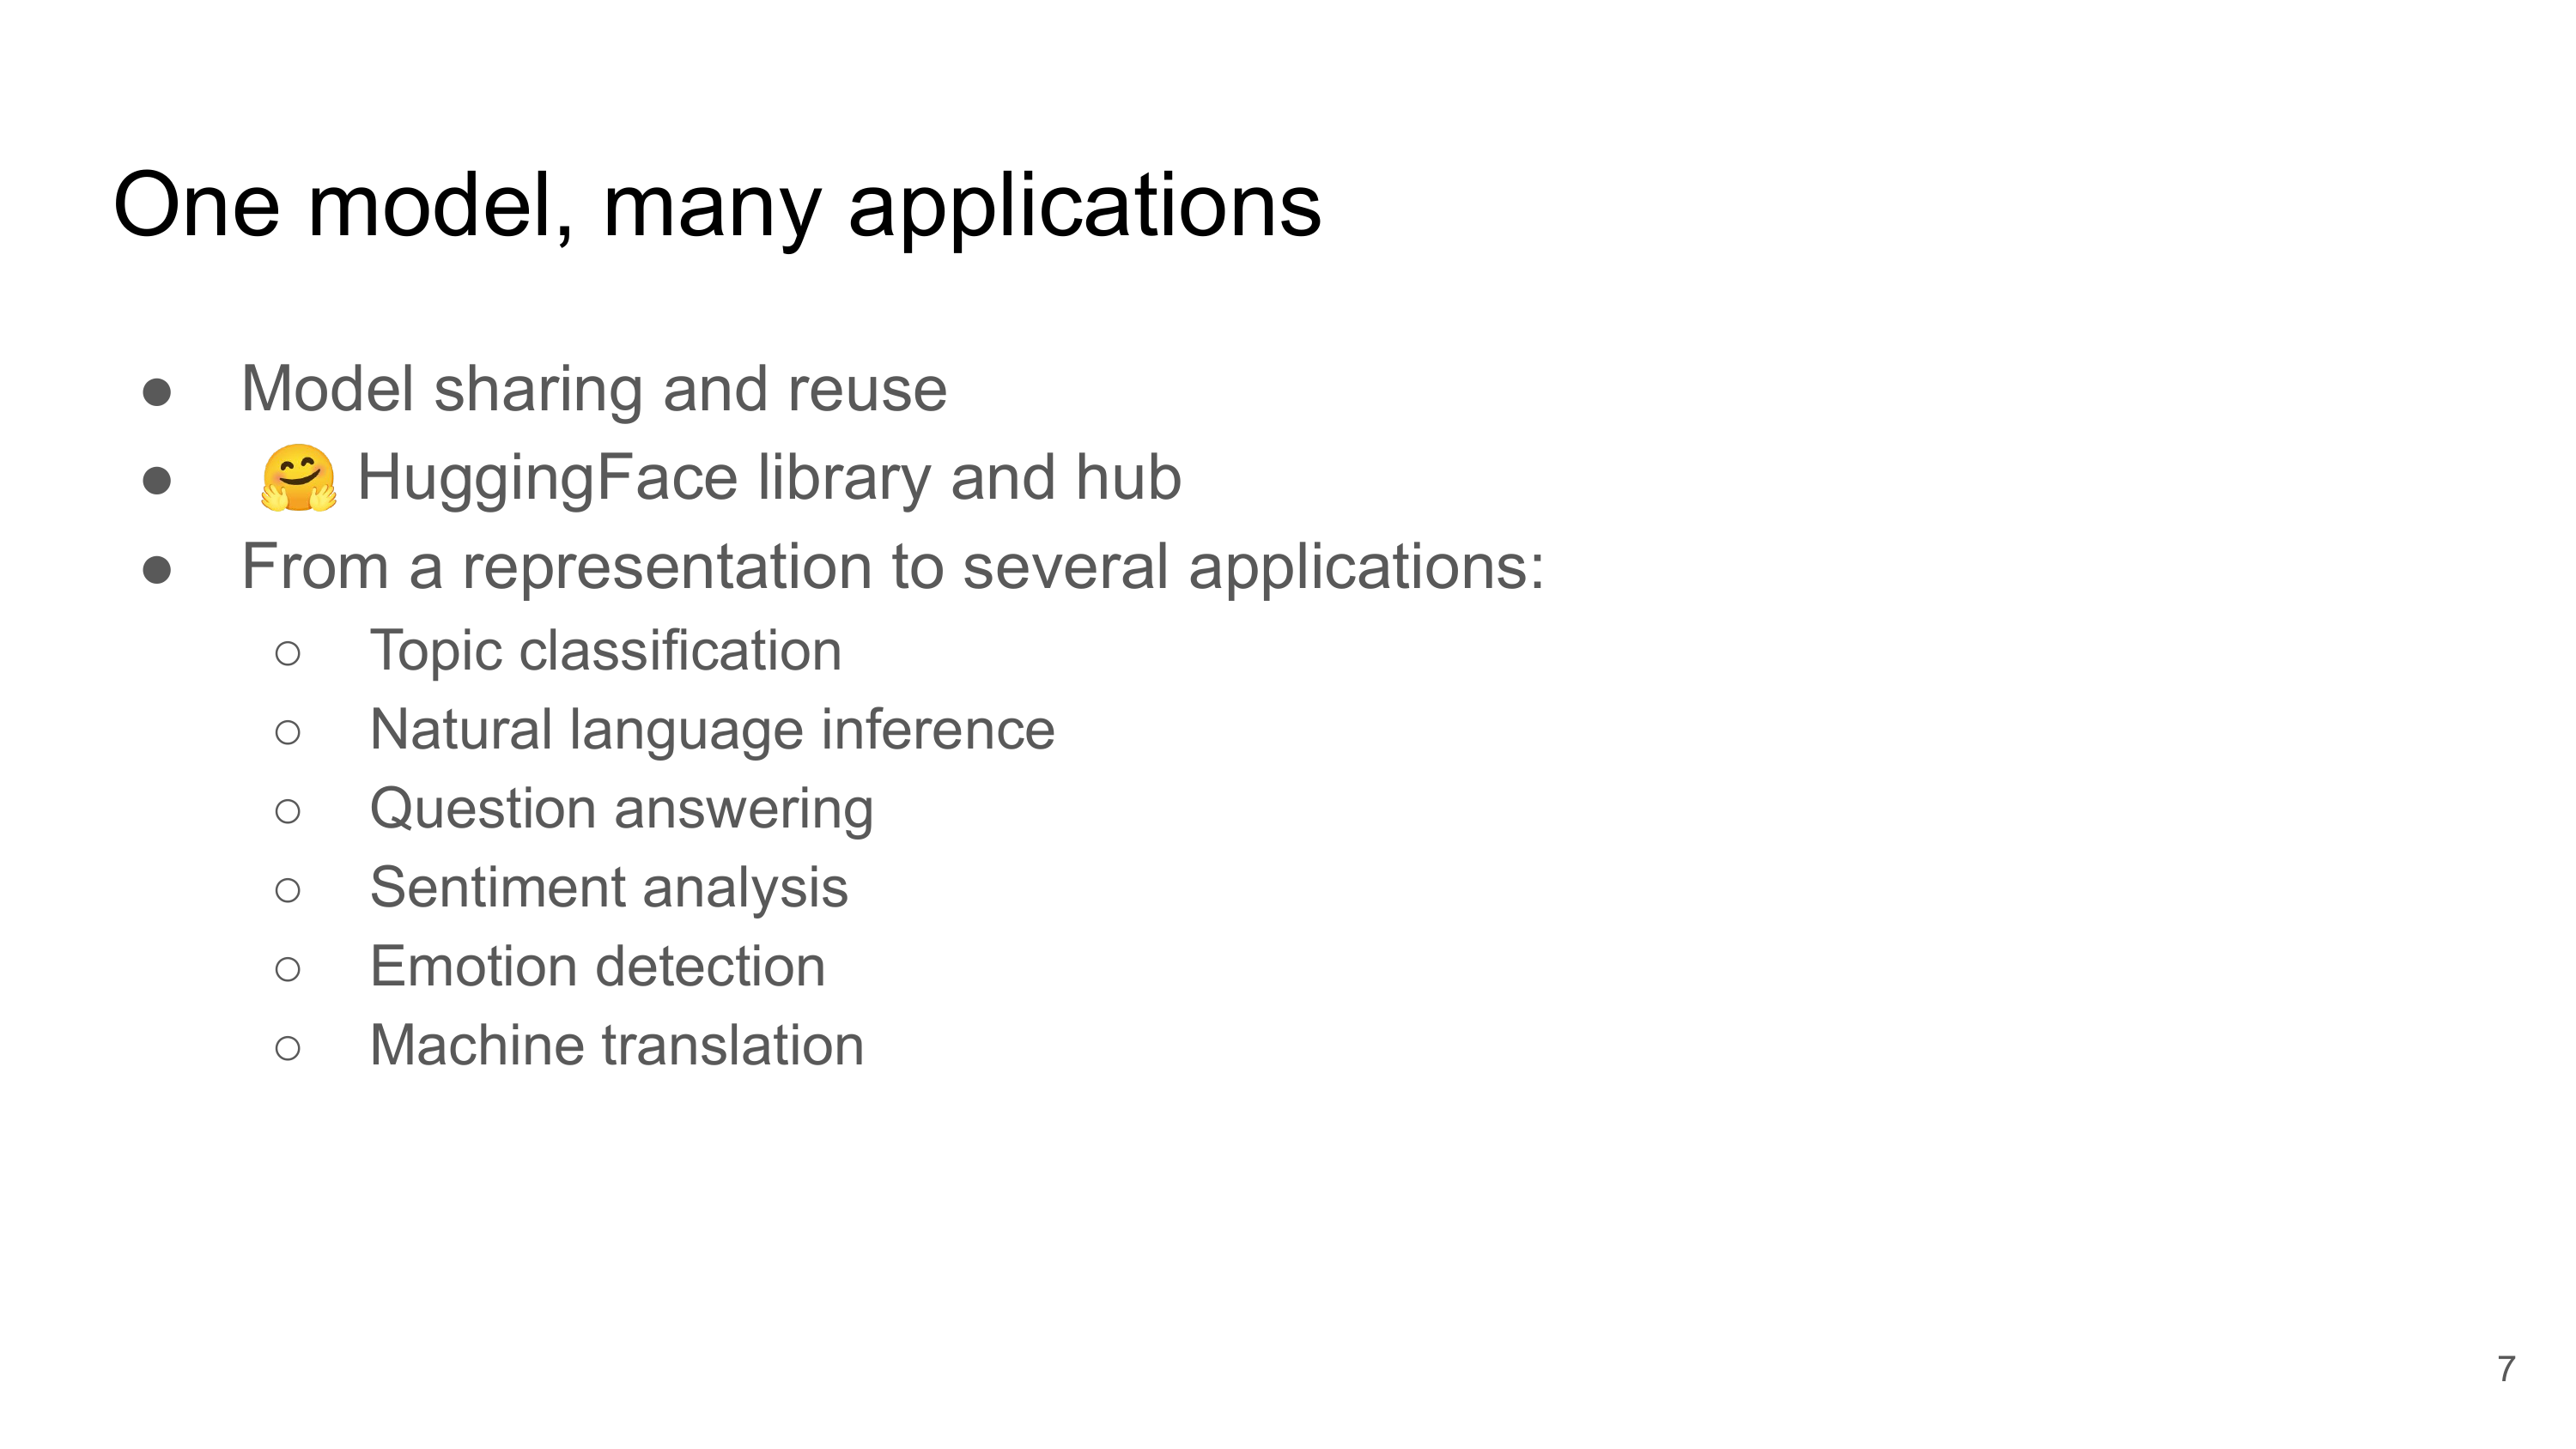 One model, many applications
● Model sharing and reuse
● 🤗 HuggingFace library and hub
● From a representation to several applications:
○ Topic classification
○ Natural language inference
○ Question answering
○ Sentiment analysis
○ Emotion detection
○ Machine translation
7